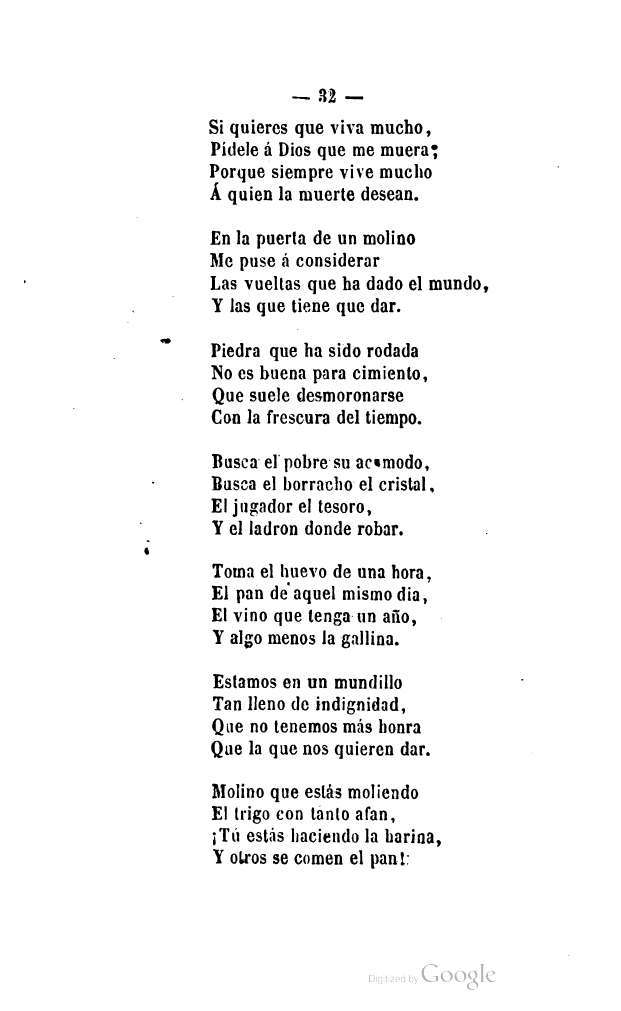 — 32 —
Si quieres que viva mucho,
Pidele á Dios que me muera;
Porque siempre vive mucho
Á quien la muerte desean.
En la puerta de un molino
Me puse á considerar
Las vueltas que ha dado el mundo,
Y las que tiene que dar.
Piedra que ha sido rodada
No es buena para cimiento,
Que suele desmoronarse
Con la frescura del tiempo.
Busca el pobre su acomodo,
Busca el borracho el cristal,
El jugador el tesoro,
Y el ladron donde robar.
Toma el huevo de una hora,
El pan de aquel mismo dia,
El vino que tenga un año,
Y algo menos la gallina.
Estamos en un mundillo
Tan lleno de indignidad,
Que no tenemos más honra
Que la que nos quieren dar.
Molino que estás moliendo
El trigo con tanto afan,
¡Tú estás haciendo la harina,
Y otros se comen el pan!
Digitized by Google